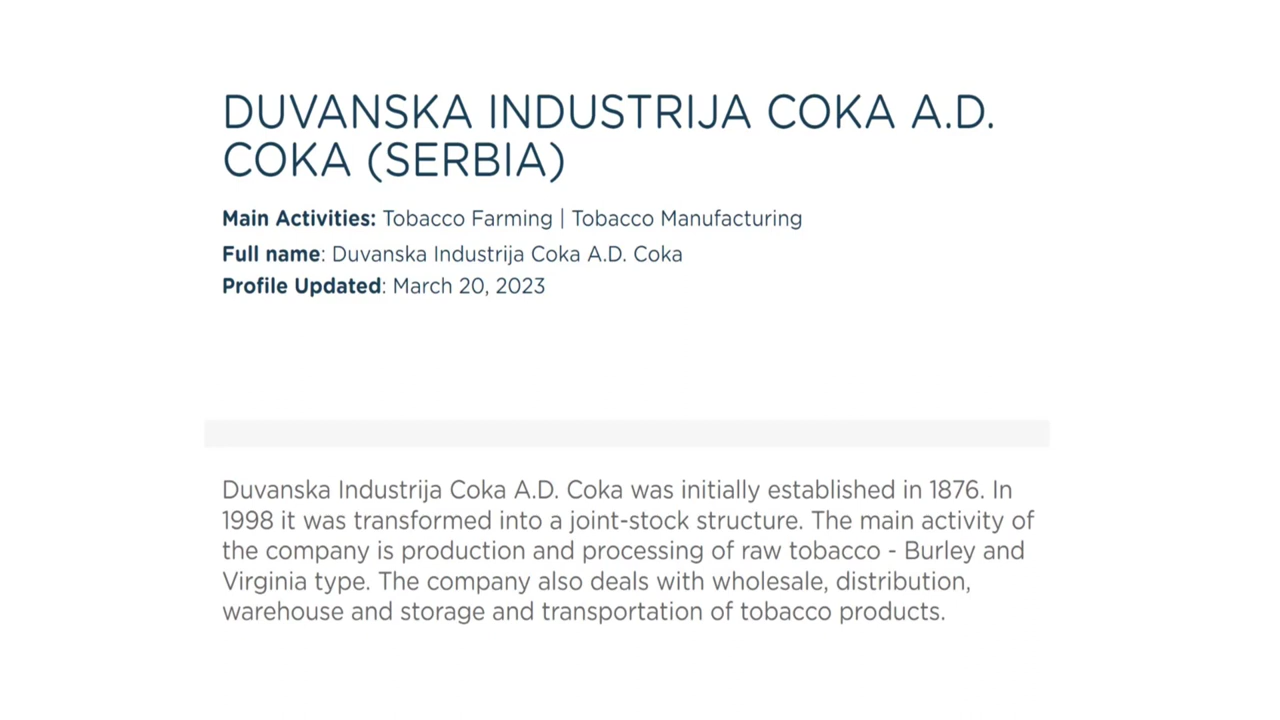 DUVANSKA INDUSTRIJA COKA A.D.
COKA (SERBIA)
Main Activities: Tobacco Farming | Tobacco Manufacturing
Full name: Duvanska Industrija Coka A.D. Coka
Profile Updated: March 20, 2023
Duvanska Industrija Coka A.D. Coka was initially established in 1876. In
1998 it was transformed into a joint-stock structure. The main activity of
the company is production and processing of raw tobacco - Burley and
Virginia type. The company also deals with wholesale, distribution,
warehouse and storage and transportation of tobacco products.